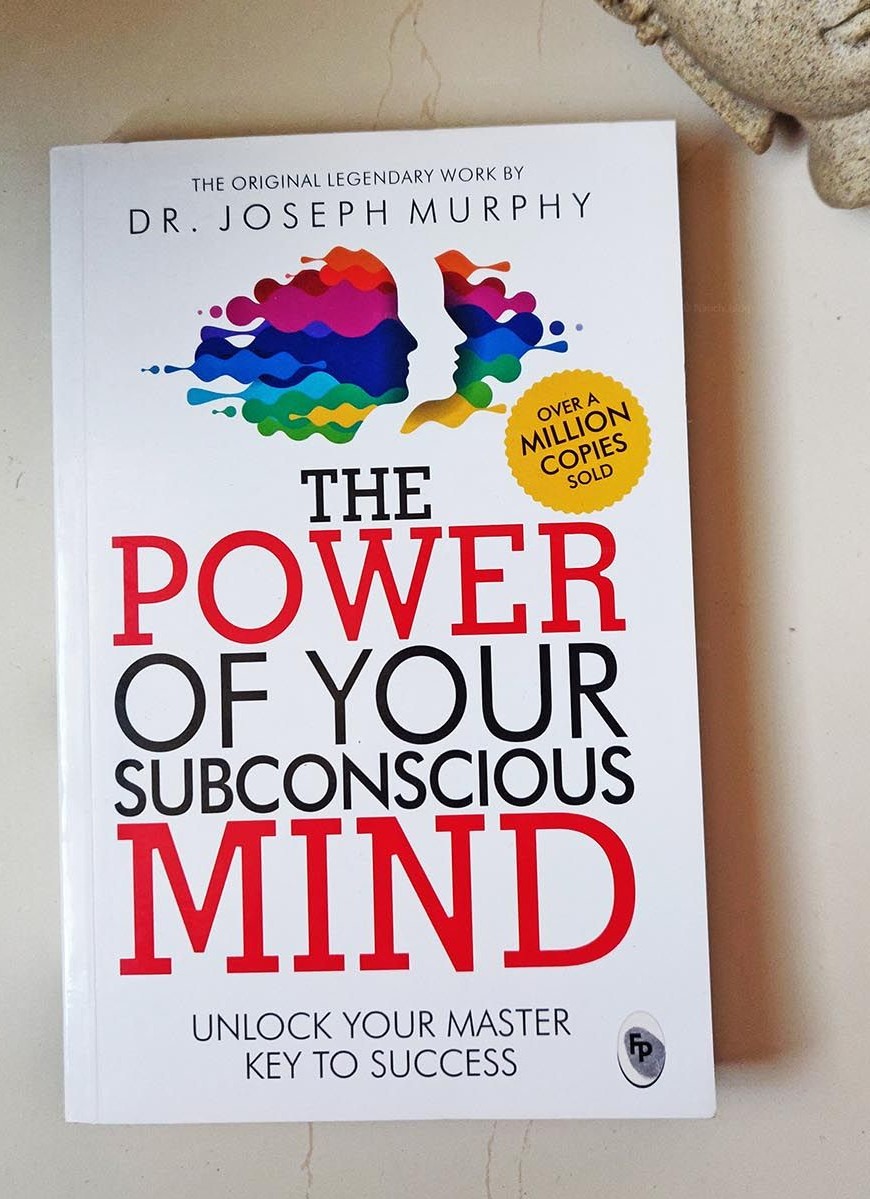 THE ORIGINAL LEGENDARY WORK BY
DR. JOSEPH MURPHY
OVER A
MILLION
COPIES
SOLD
THE
POWER
OF YOUR
SUBCONSCIOUS
MIND
UNLOCK YOUR MASTER
KEY TO SUCCESS
FP